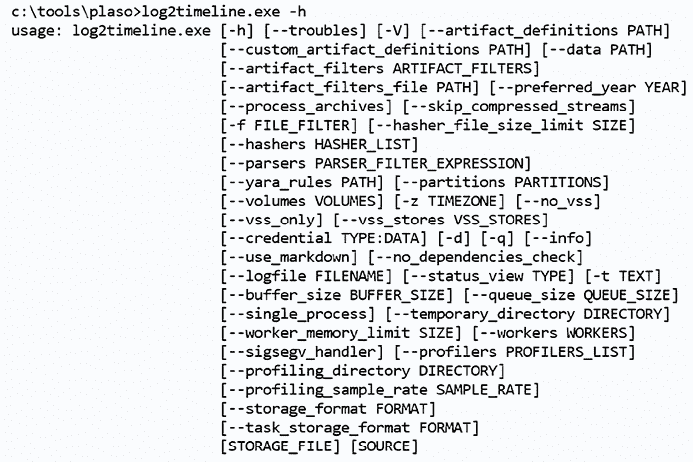 c:\tools\plaso>log2timeline.exe -h
usage: log2timeline.exe [-h] [--troubles] [-V] [--artifact_definitions PATH]
[--custom_artifact_definitions PATH] [--data PATH]
[--artifact_filters ARTIFACT_FILTERS]
[--artifact_filters_file PATH] [--preferred_year YEAR]
[--process_archives] [--skip_compressed_streams]
[-f FILE_FILTER] [--hasher_file_size_limit SIZE]
[--hashers HASHER_LIST]
[--parsers PARSER_FILTER_EXPRESSION]
[--yara_rules PATH] [--partitions PARTITIONS]
[--volumes VOLUMES] [-z TIMEZONE] [--no_vss]
[--vss_only] [--vss_stores VSS_STORES]
[--credential TYPE:DATA] [-d] [-q] [--info]
[--use_markdown] [--no_dependencies_check]
[--logfile FILENAME] [--status_view TYPE] [-t TEXT]
[--buffer_size BUFFER_SIZE] [--queue_size QUEUE_SIZE]
[--single_process] [--temporary_directory DIRECTORY]
[--worker_memory_limit SIZE] [--workers WORKERS]
[--sigsegv_handler] [--profilers PROFILERS_LIST]
[--profiling_directory DIRECTORY]
[--profiling_sample_rate SAMPLE_RATE]
[--storage_format FORMAT]
[--task_storage_format FORMAT]
[STORAGE_FILE] [SOURCE]